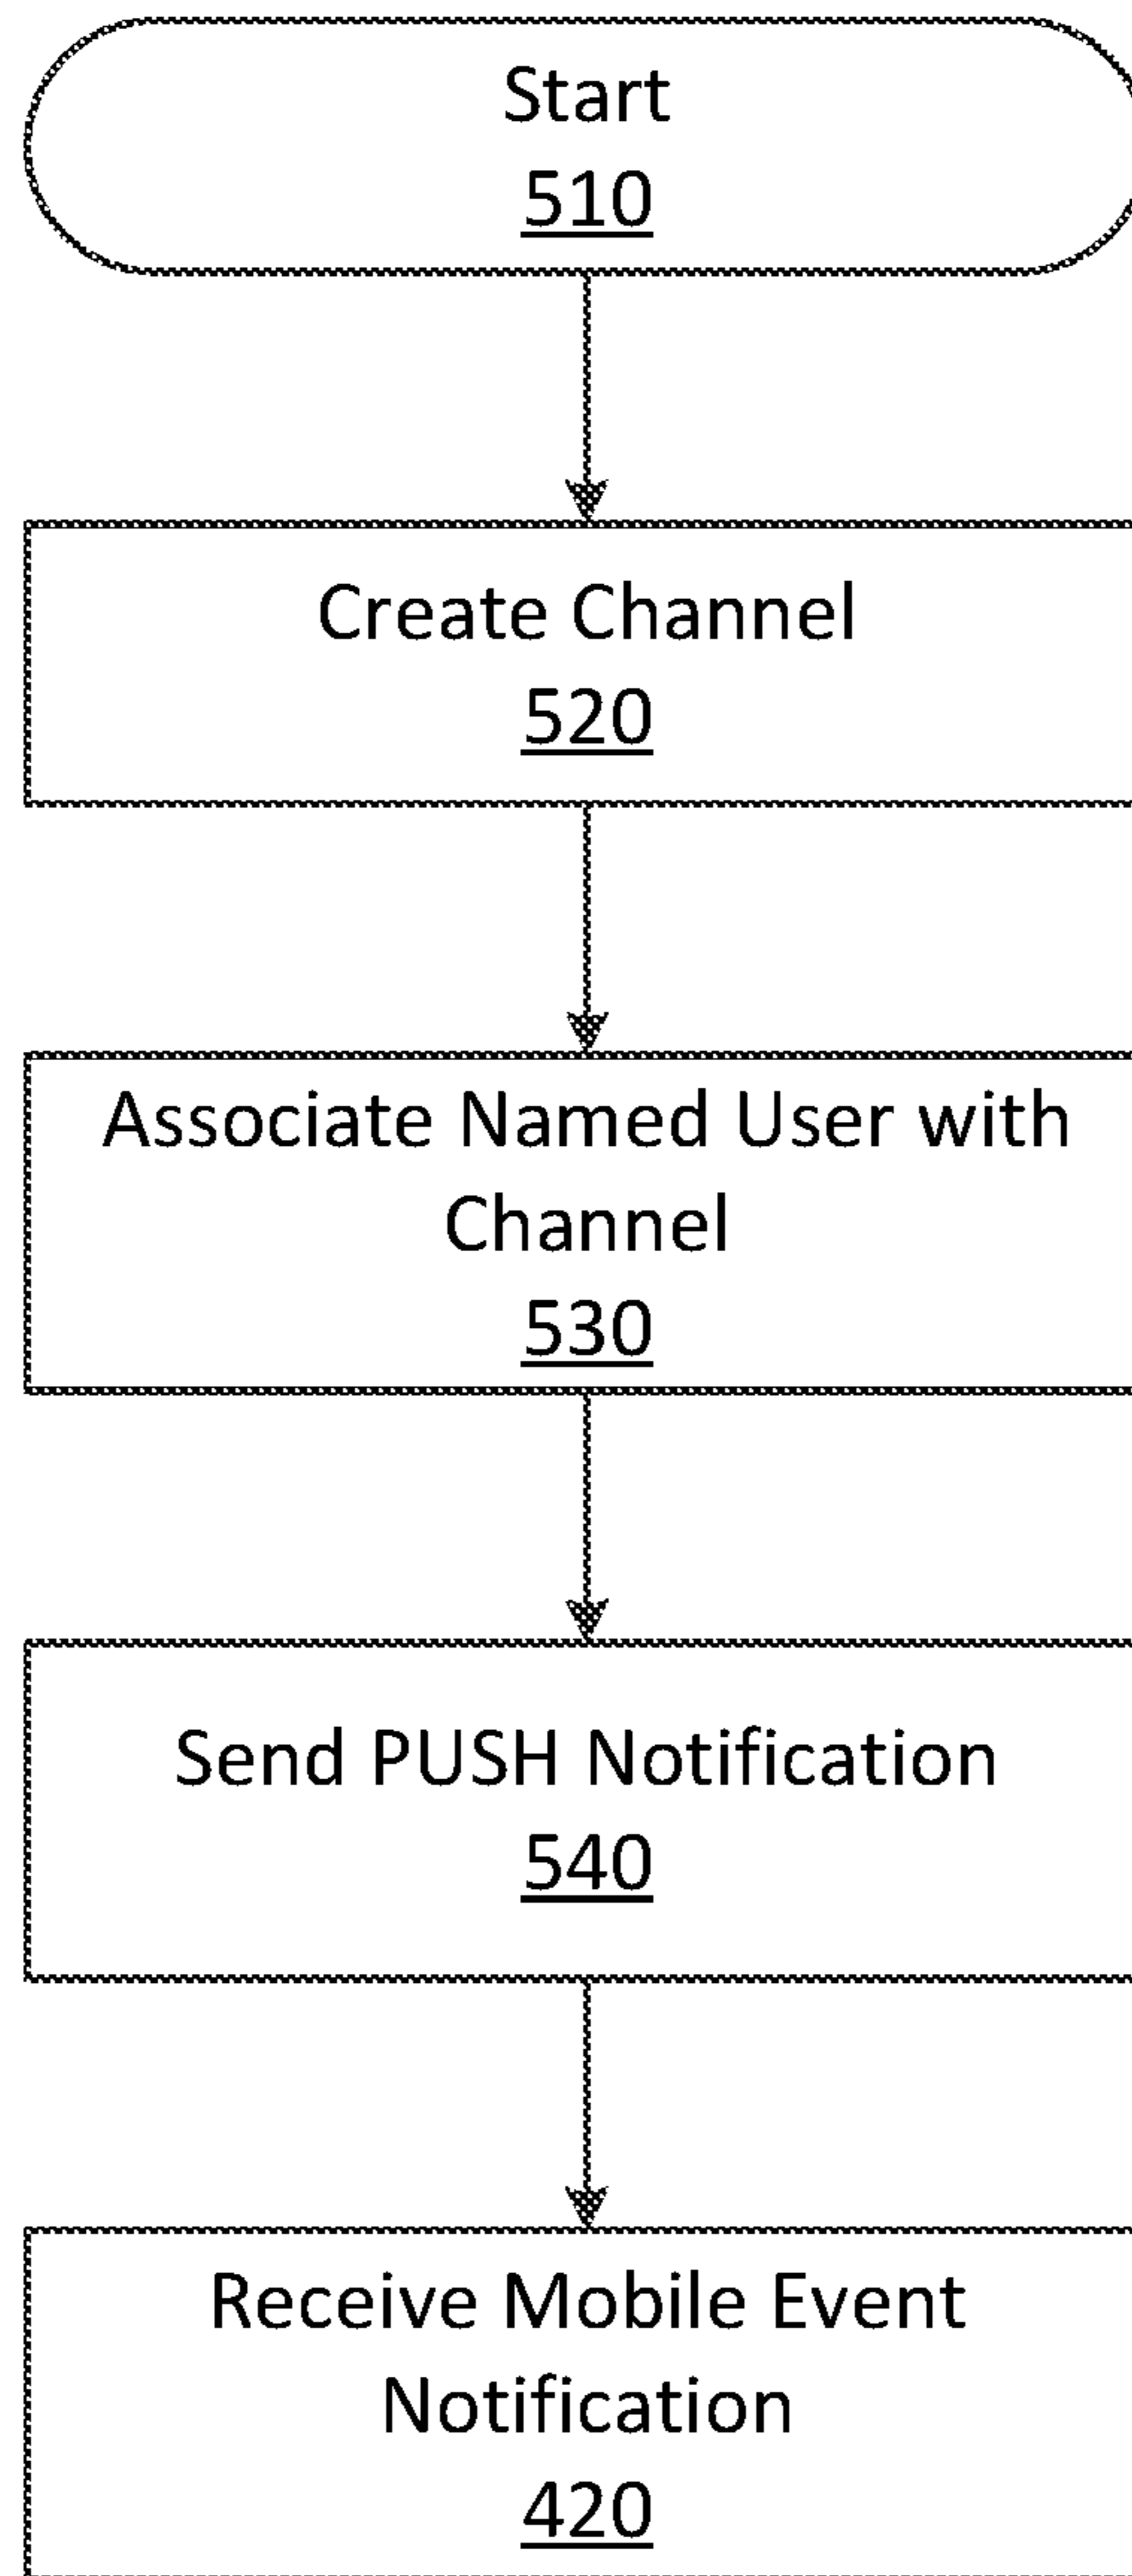 Start
510
Create Channel
520
Associate Named User with
Channel
530
Send PUSH Notification
540
Receive Mobile Event
Notification
420